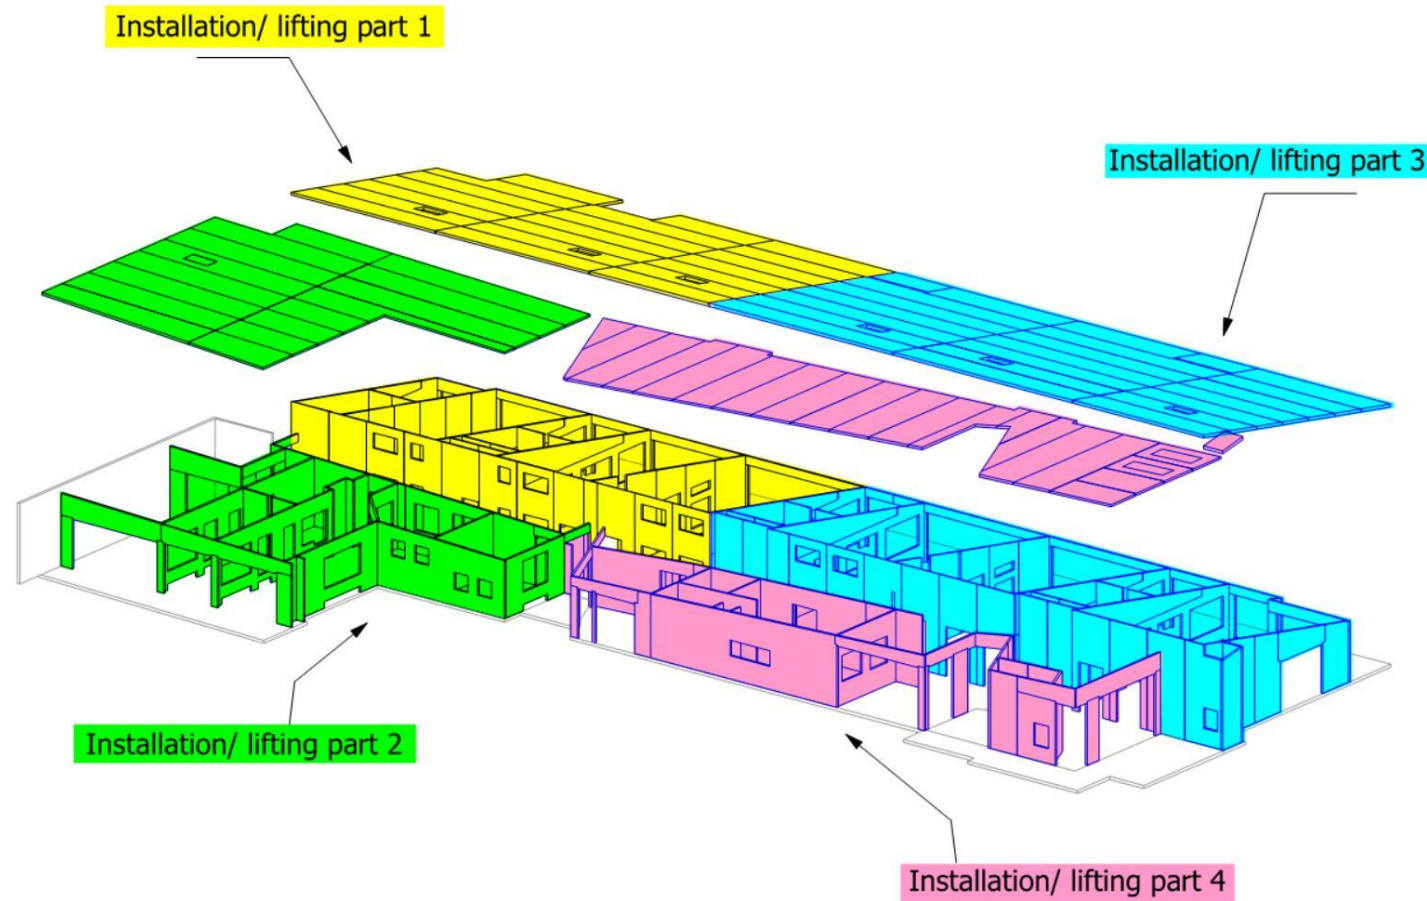 Installation/ lifting part 1
Installation/ lifting part 3
Installation/ lifting part 2
Installation/ lifting part 4